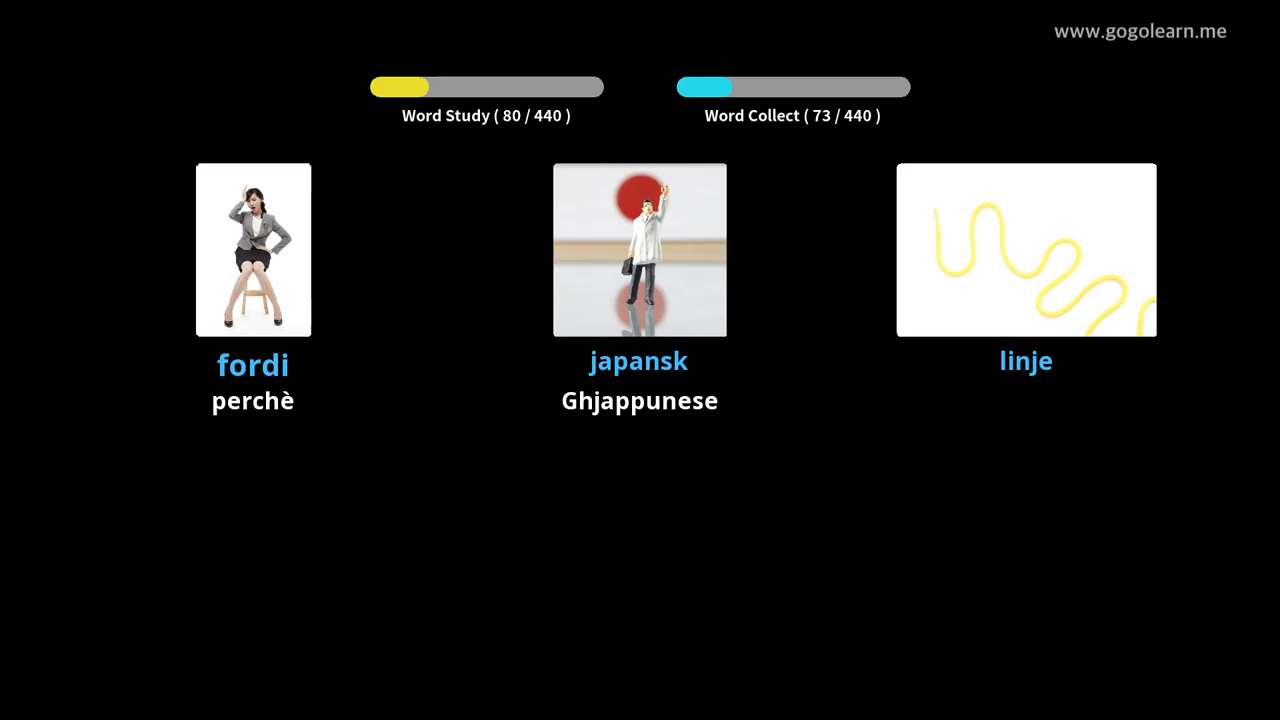 www.gogolearn.me
Word Study ( 80 / 440 )
Word Collect ( 73 / 440 )
fordi
perchè
japansk
Ghjappunese
linje